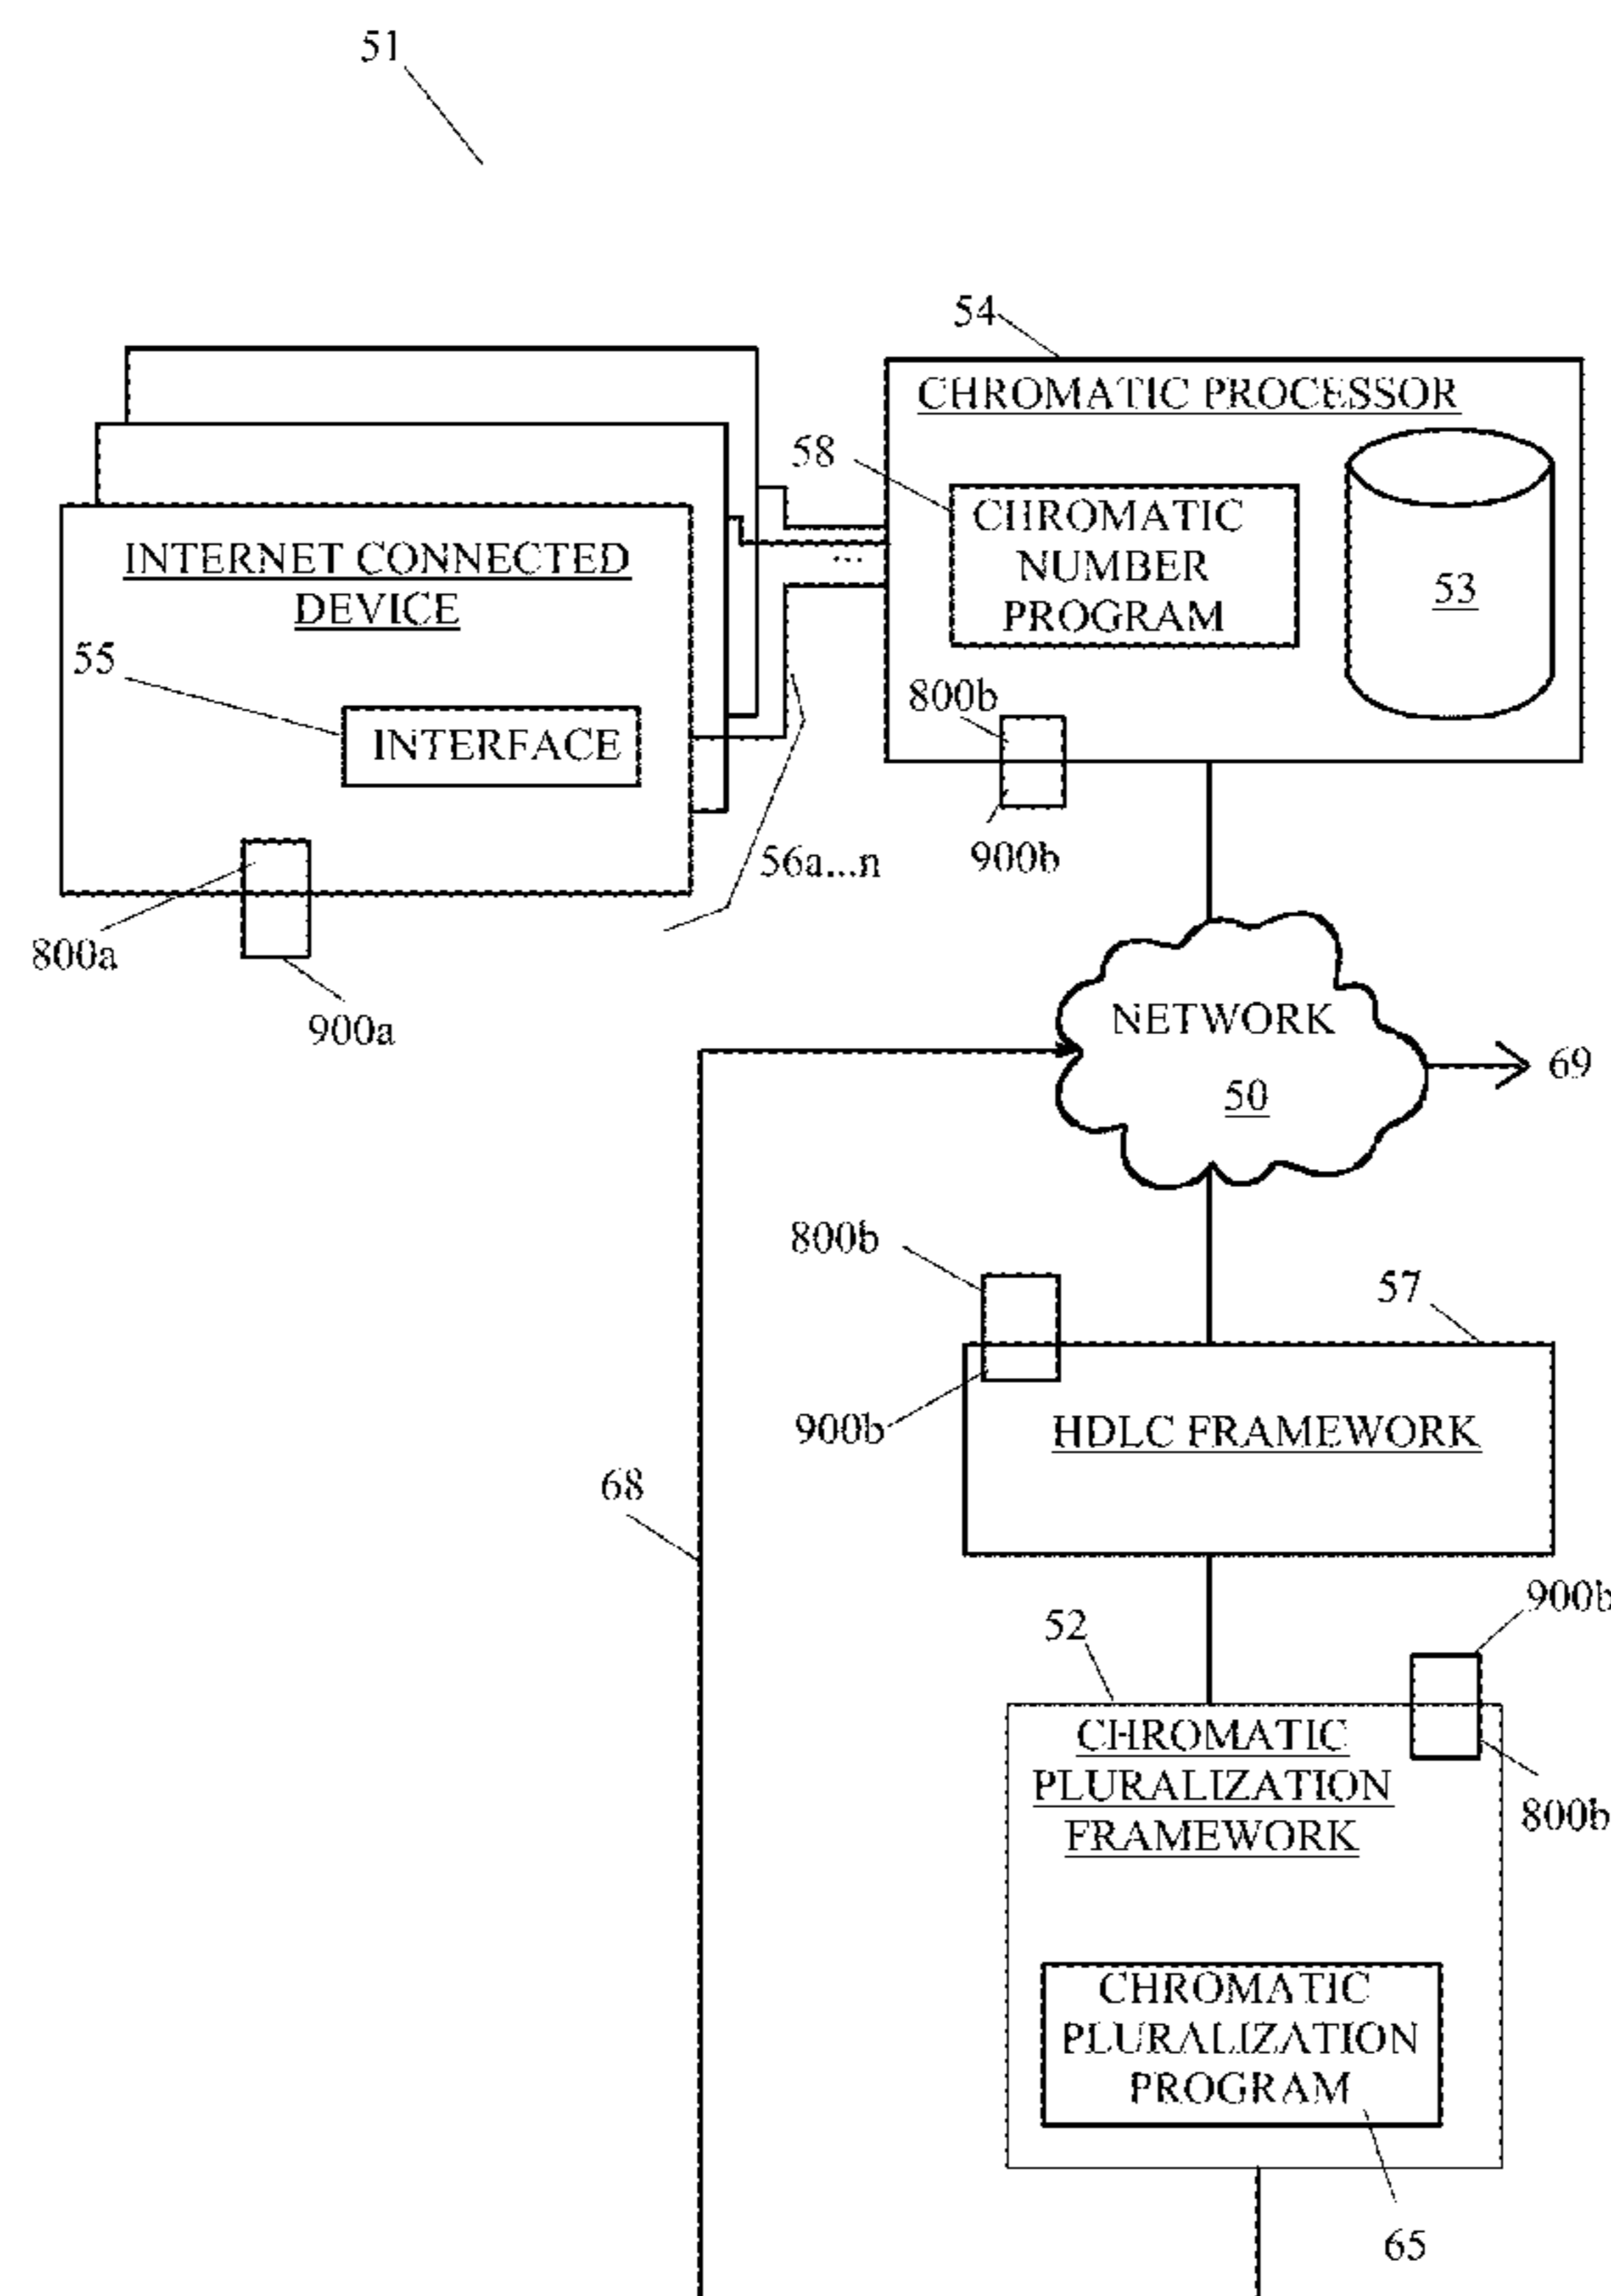 51
54
CHROMATIC PROCESSOR
58
CHROMATIC
NUMBER
PROGRAM
53
...
INTERNET CONNECTED
DEVICE
55
INTERFACE
800b
900b
56a...n
800a
900a
NETWORK
50
69
800b
57
900b
HDLC FRAMEWORK
68
900b
52
CHROMATIC
PLURALIZATION
FRAMEWORK
800b
CHROMATIC
PLURALIZATION
PROGRAM
65